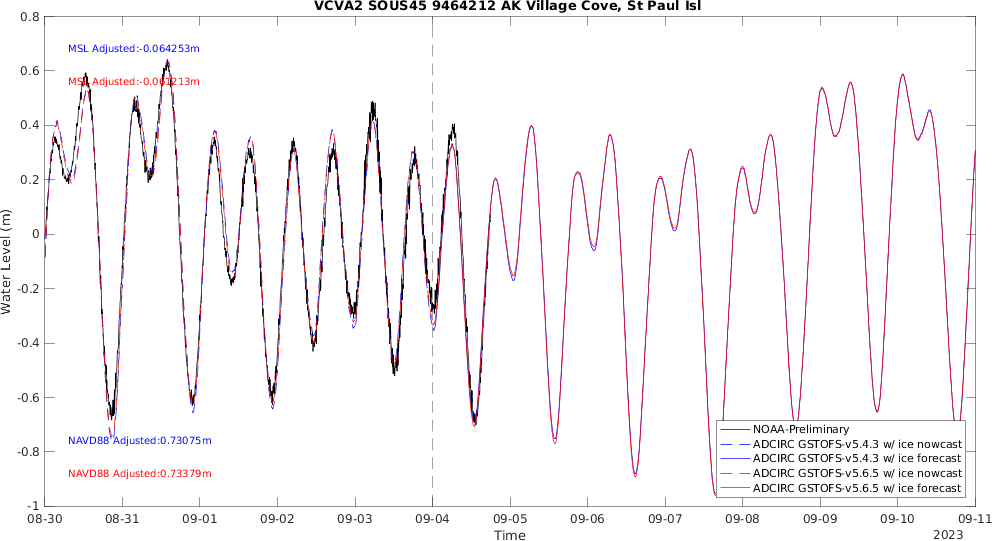 VCVA2 SOUS45 9464212 AK Village Cove, St Paul Isl
0.8
0.6
0.4
0.2
0
-0.2
-0.4
-0.6
-0.8
-1
Water Level (m)
MSL Adjusted:-0.064253m
MSL Adjusted:-0.061213m
NAVD88 Adjusted:0.73075m
NAVD88 Adjusted:0.73379m
NOAA-Preliminary
ADCIRC GSTOFS-v5.4.3 w/ ice nowcast
ADCIRC GSTOFS-v5.4.3 w/ ice forecast
ADCIRC GSTOFS-v5.6.5 w/ ice nowcast
ADCIRC GSTOFS-v5.6.5 w/ ice forecast
08-30 08-31 09-01 09-02 09-03 09-04 09-05 09-06 09-07 09-08 09-09 09-10 09-11
Time
2023